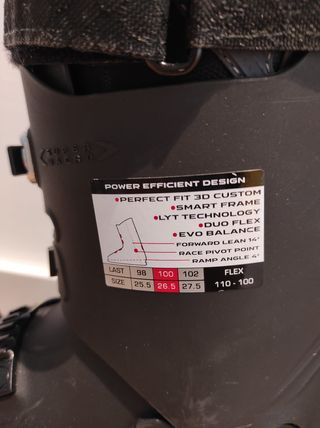 SUPER
MACRO
POWER EFFICIENT DESIGN
•PERFECT FIT 3D CUSTOM
•SMART FRAME
•LYT TECHNOLOGY
•DUO FLEX
•EVO BALANCE
FORWARD LEAN 14°
RACE PIVOT POINT
RAMP ANGLE 4°
LAST 98 100 102 FLEX
SIZE 25.5 26.5 27.5 110 - 100